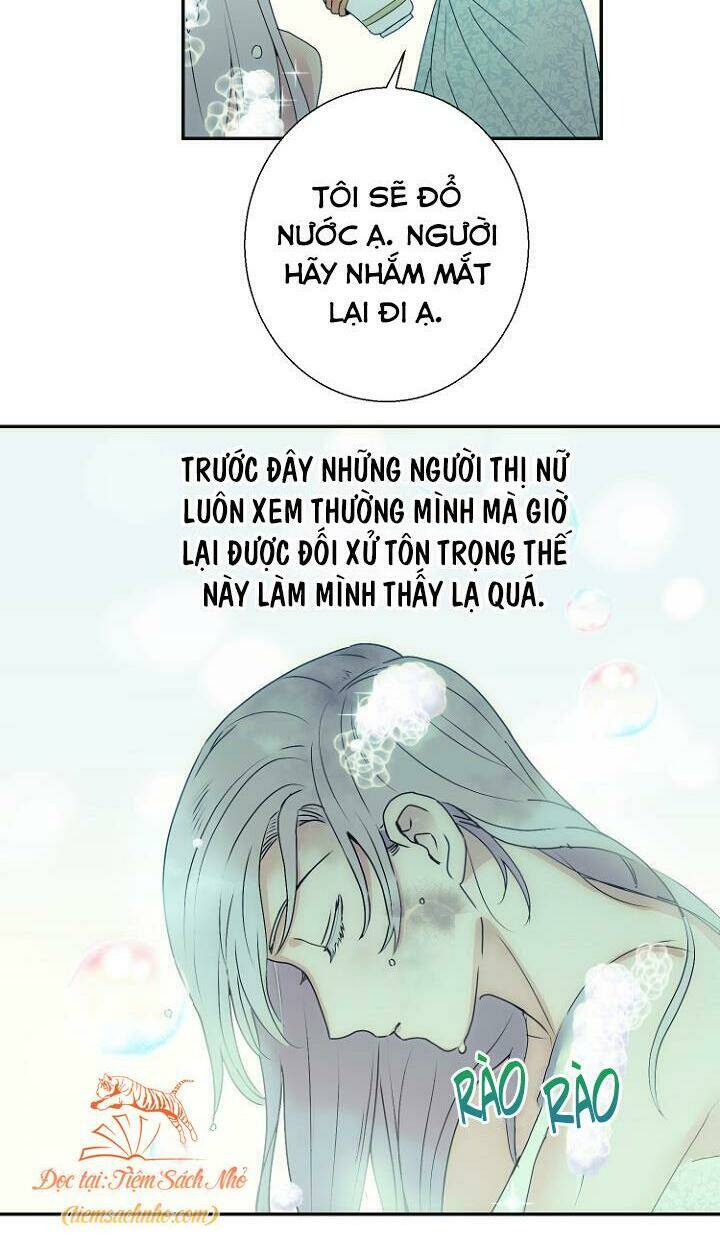 TÔI SẼ ĐỔ
NƯỚC Ạ. NGƯỜI
HÃY NHẮM MẮT
LẠI ĐI Ạ.
TRƯỚC ĐÂY NHỮNG NGƯỜI THỊ NỮ
LUÔN XEM THƯỜNG MÌNH MÀ GIỜ
LẠI ĐƯỢC ĐỐI XỬ TÔN TRỌNG THẾ
NÀY LÀM MÌNH THẤY LẠ QUÁ.
RÀO RÀO
Đọc tại: Tiệm Sách Nhỏ
(tiemsachnho.com)